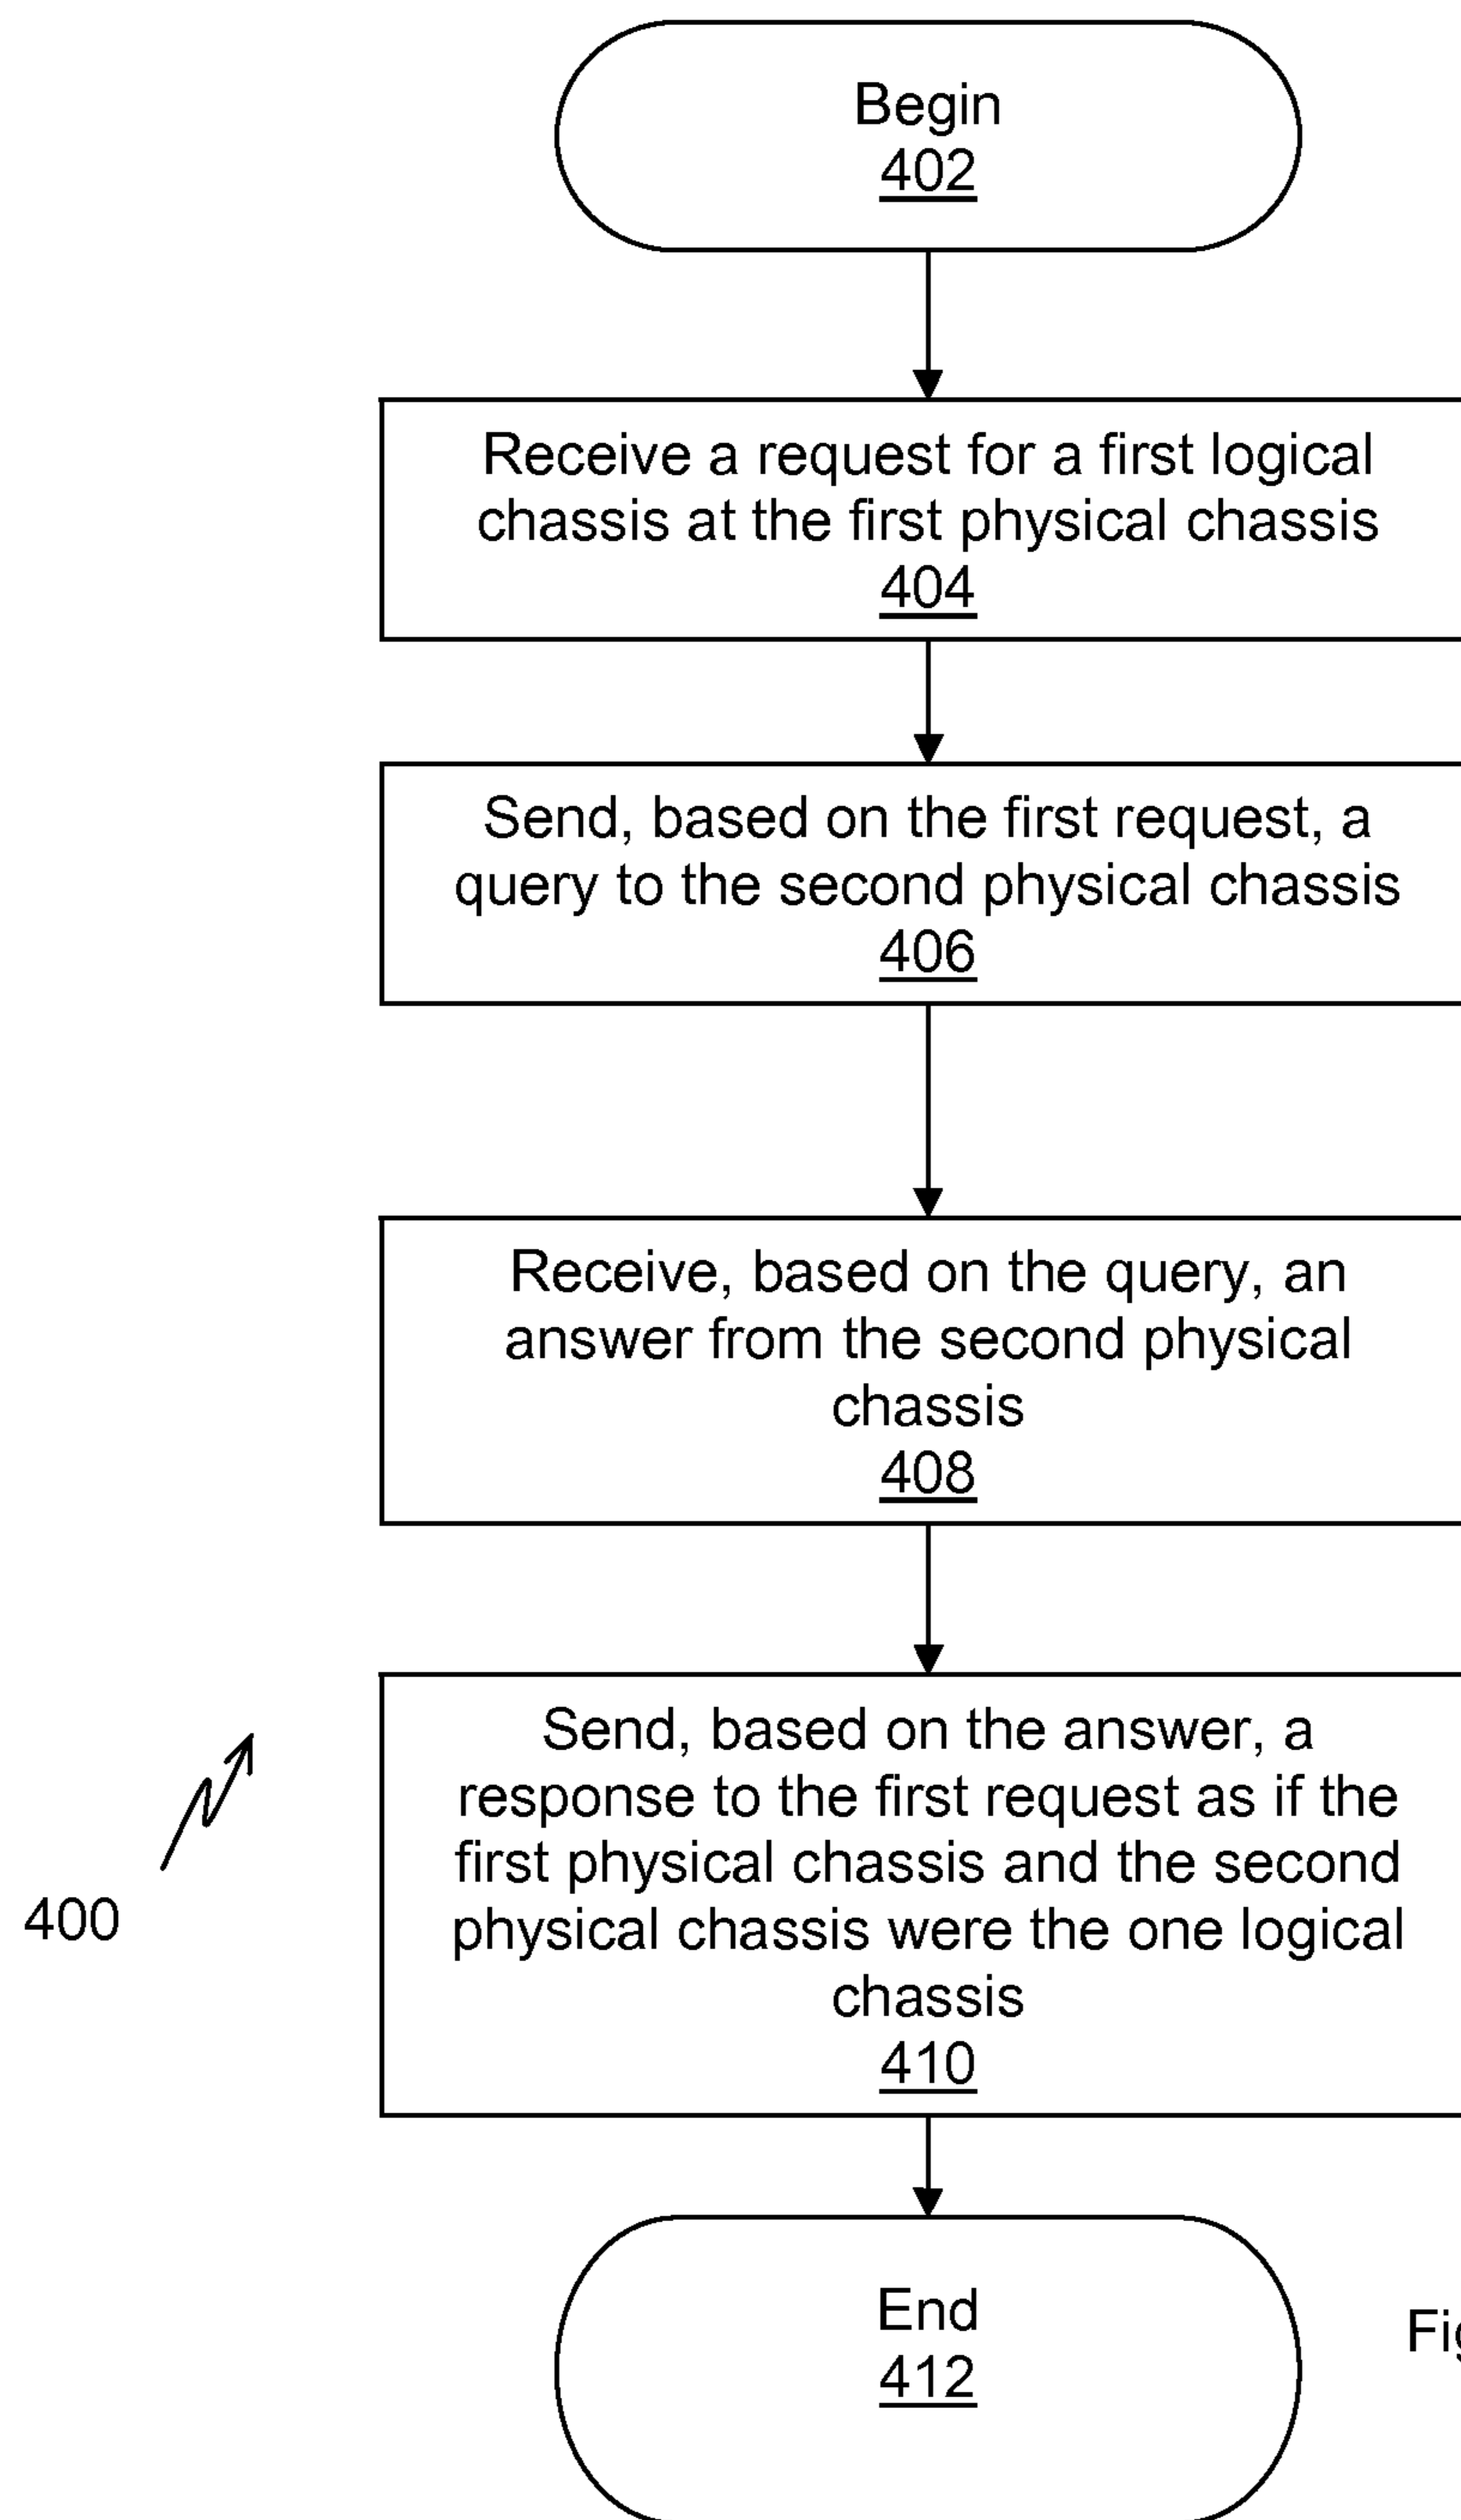 Begin
402
Receive a request for a first logical
chassis at the first physical chassis
404
Send, based on the first request, a
query to the second physical chassis
406
Receive, based on the query, an
answer from the second physical
chassis
408
Send, based on the answer, a
response to the first request as if the
first physical chassis and the second
physical chassis were the one logical
chassis
410
400
End
412